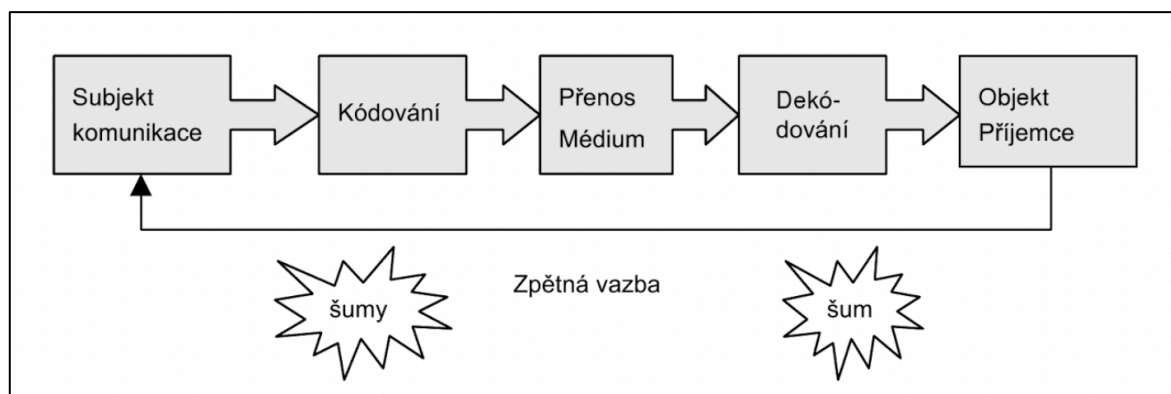 Subjekt
komunikace
Kódování
Přenos
Médium
Dekó-
dování
Objekt
Příjemce
šumy
Zpětná vazba
šum